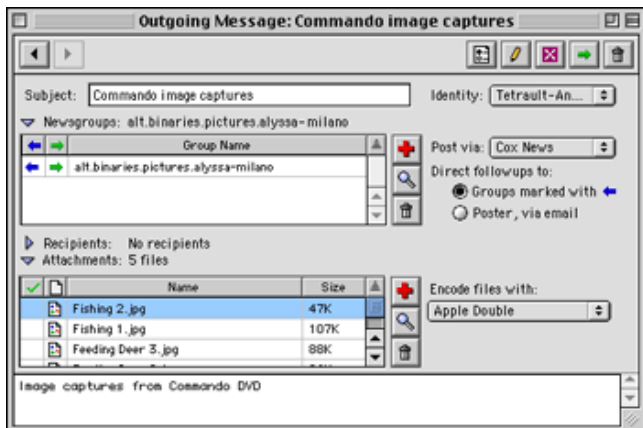 Outgoing Message: Commando image captures
Subject: Commando image captures
Identity: Tetrault-An...
Newsgroups: alt.binaries.pictures.alyssa-milano
Group Name
Post via: Cox News
alt.binaries.pictures.alyssa-milano
Direct followups to:
Groups marked with
Poster, via email
Recipients: No recipients
Attachments: 5 files
Name Size
Encode files with:
Fishing 2.jpg 47K
Apple Double
Fishing 1.jpg 107K
Feeding Deer 3.jpg 88K
Image captures from Commando DVD